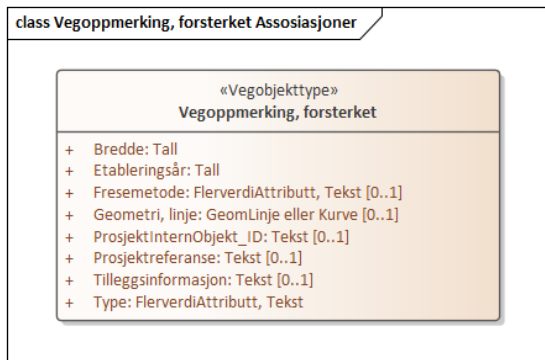 class Vegoppmerking, forsterket Assosiasjoner
«Vegobjekttype»
Vegoppmerking, forsterket
+ Bredde: Tall
+ Etableringsår: Tall
+ Fresemetode: FlerverdiAttributt, Tekst [0..1]
+ Geometri, linje: GeomLinje eller Kurve [0..1]
+ ProsjektInternObjekt_ID: Tekst [0..1]
+ Prosjektreferanse: Tekst [0..1]
+ Tilleggsinformasjon: Tekst [0..1]
+ Type: FlerverdiAttributt, Tekst